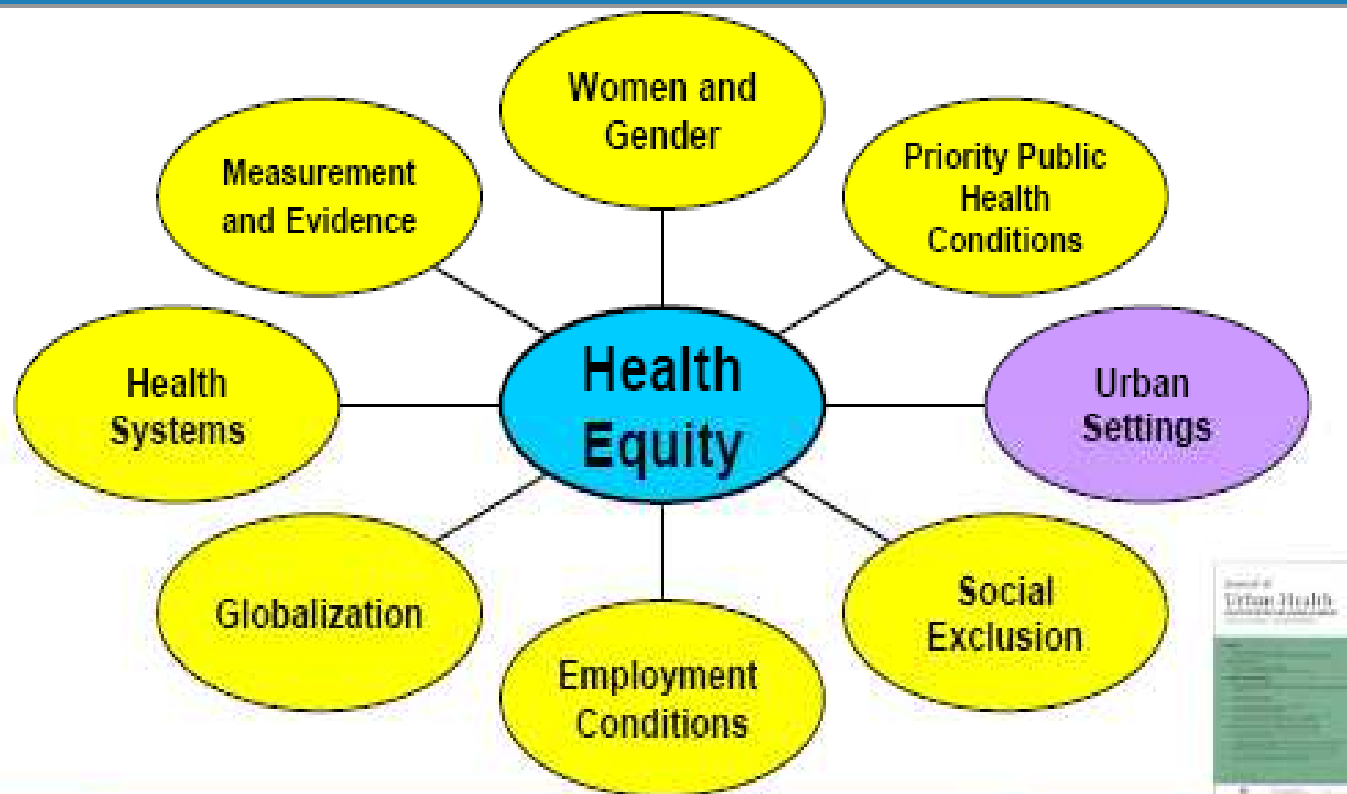 Women and
Gender
Measurement
and Evidence
Priority Public
Health
Conditions
Health
Systems
Health
Equity
Urban
Settings
Globalization
Social
Exclusion
Employment
Conditions
Urban Health